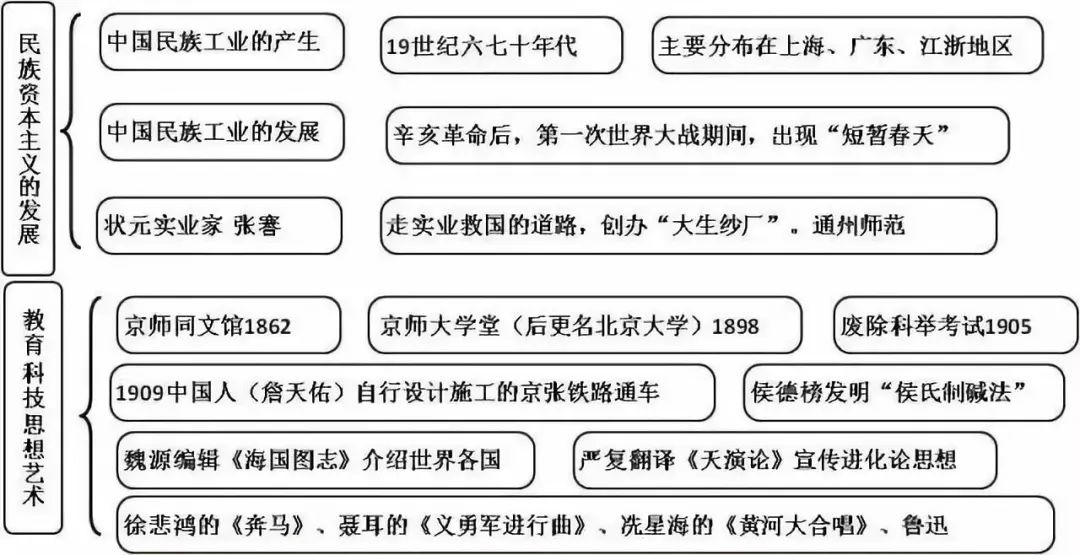 民族资本主义的发展
中国民族工业的产生
19世纪六七十年代
主要分布在上海、广东、江浙地区
中国民族工业的发展
辛亥革命后，第一次世界大战期间，出现“短暂春天”
状元实业家 张謇
走实业救国的道路，创办“大生纱厂”。通州师范
教育科技思想艺术
京师同文馆1862
京师大学堂（后更名北京大学）1898
废除科举考试1905
1909中国人（詹天佑）自行设计施工的京张铁路通车
侯德榜发明“侯氏制碱法”
魏源编辑《海国图志》介绍世界各国
严复翻译《天演论》宣传进化论思想
徐悲鸿的《奔马》、聂耳的《义勇军进行曲》、冼星海的《黄河大合唱》、鲁迅